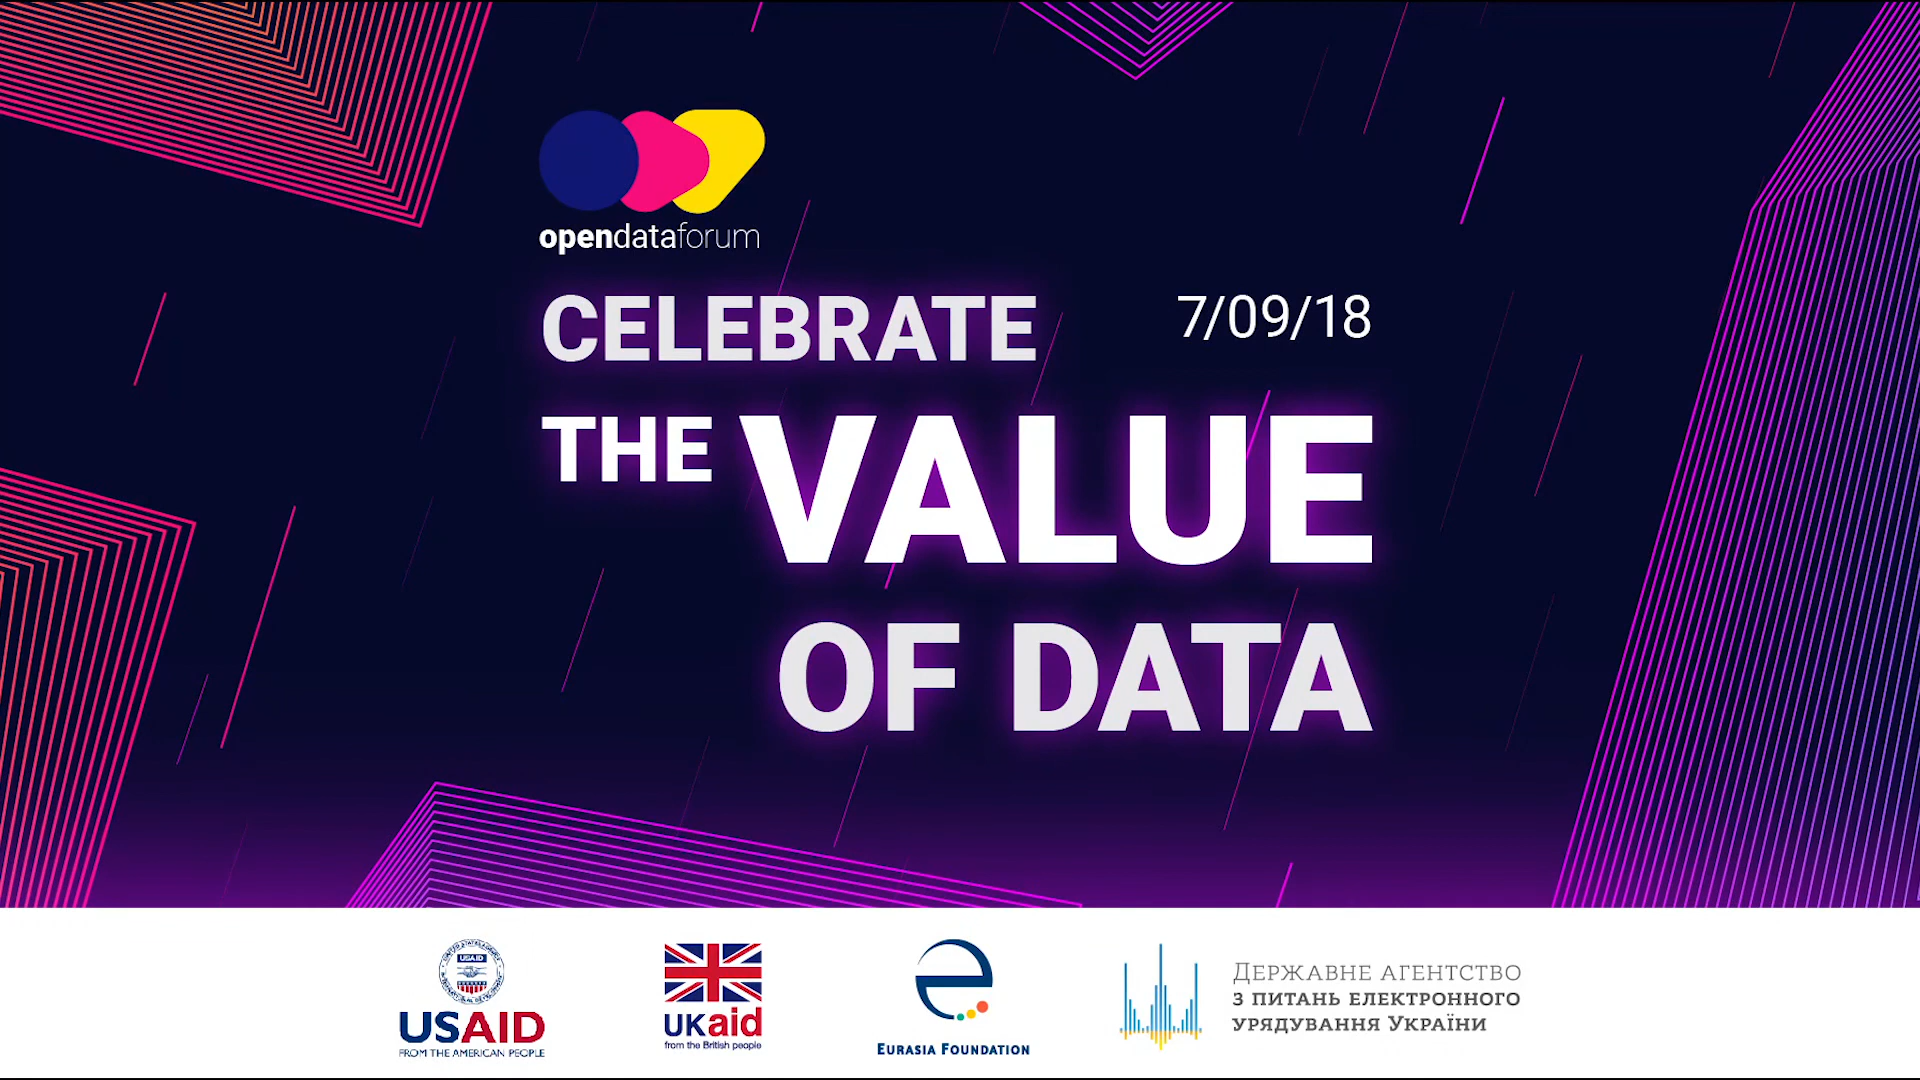 opendataforum
CELEBRATE
7/09/18
THE VALUE
OF DATA
USAID
USAID
FROM THE AMERICAN PEOPLE
UKaid
from the British people
EURASIA FOUNDATION
ДЕРЖАВНЕ АГЕНТСТВО
З ПИТАНЬ ЕЛЕКТРОННОГО
УРЯДУВАННЯ УКРАЇНИ